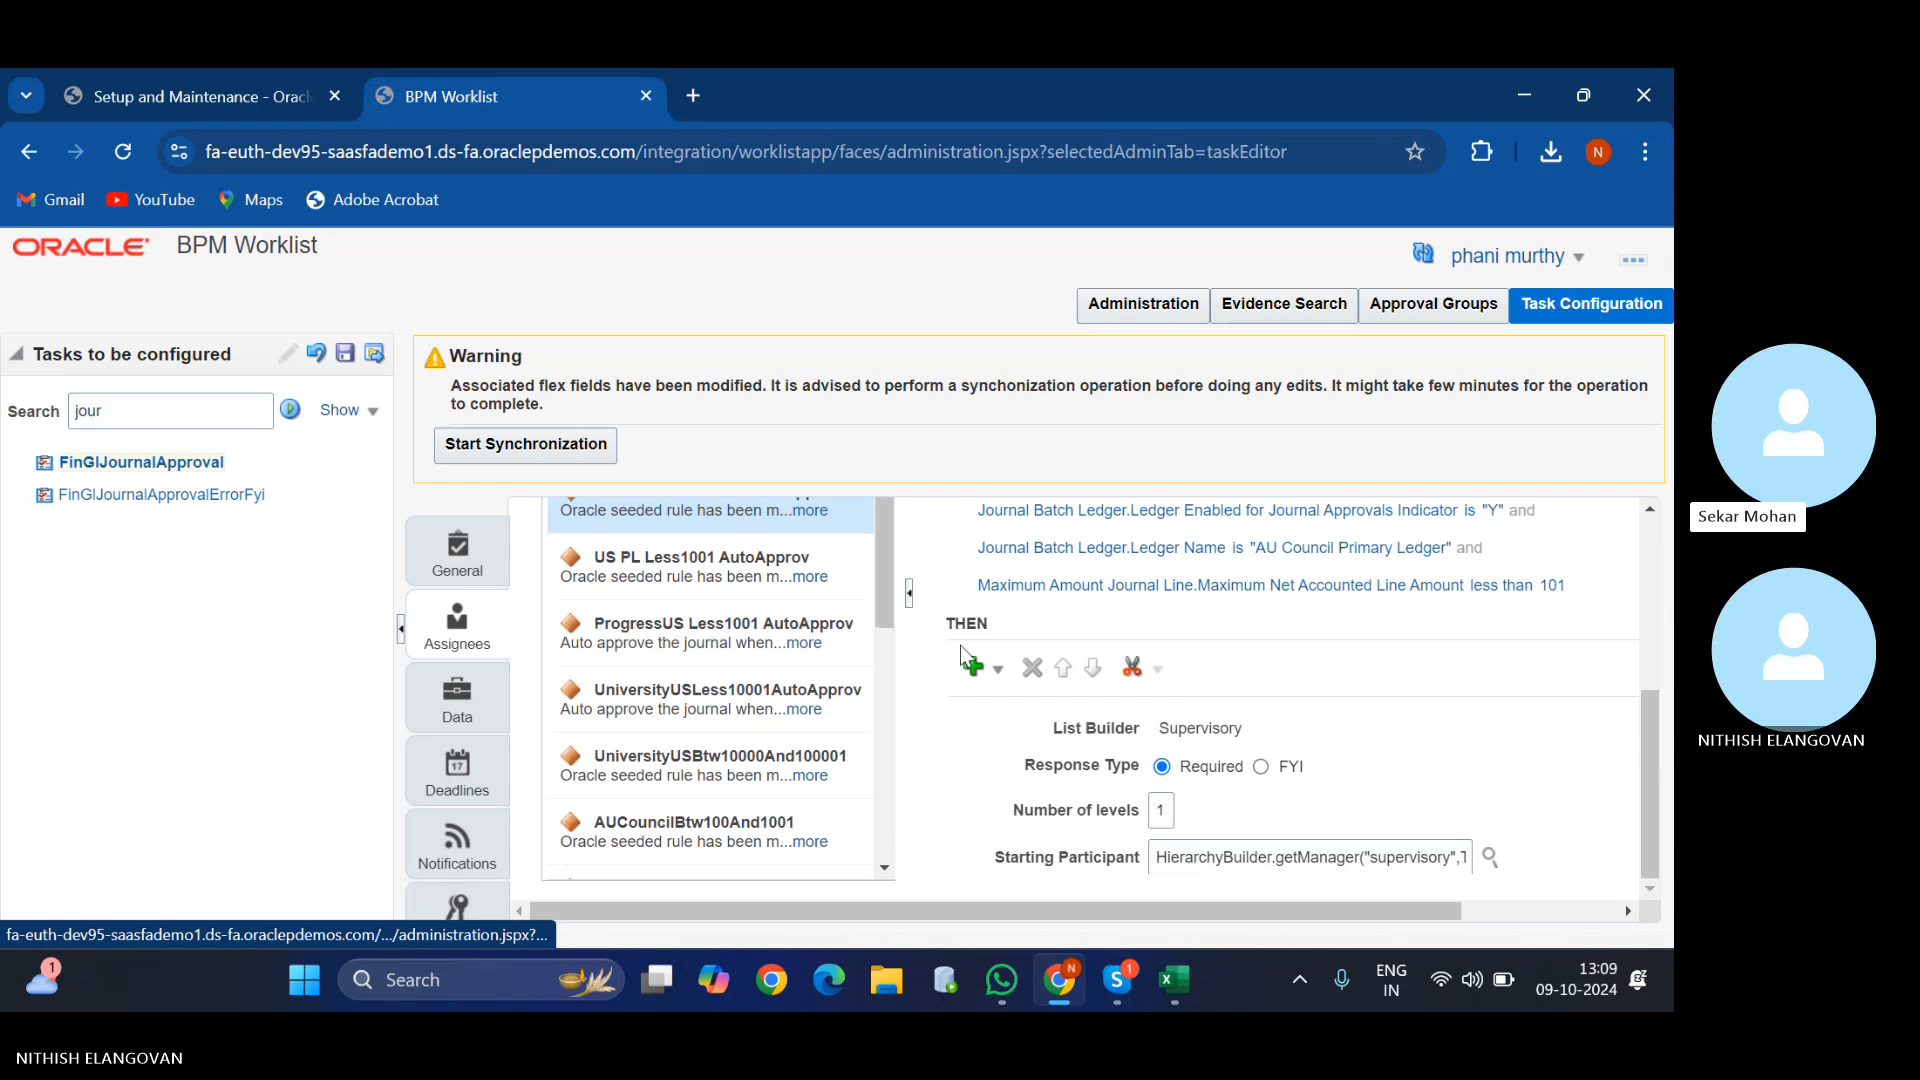 Setup and Maintenance - Oracl
BPM Worklist
fa-euth-dev95-saasfademo1.ds-fa.oraclepdemos.com/integration/worklistapp/faces/administration.jspx?selectedAdminTab=taskEditor
N
Gmail
YouTube
Maps
Adobe Acrobat
ORACLE BPM Worklist
phani murthy
Administration
Evidence Search
Approval Groups
Task Configuration
Tasks to be configured
Search jour
Show
FinGlJournalApproval
FinGlJournalApprovalErrorFyi
Warning
Associated flex fields have been modified. It is advised to perform a synchonization operation before doing any edits. It might take few minutes for the operation
to complete.
Start Synchronization
General
Assignees
Data
17
Deadlines
Notifications
Oracle seeded rule has been m...more
US PL Less1001 AutoApprov
Oracle seeded rule has been m...more
ProgressUS Less1001 AutoApprov
Auto approve the journal when...more
UniversityUSLess10001AutoApprov
Auto approve the journal when...more
UniversityUSBtw10000And100001
Oracle seeded rule has been m...more
AUCouncilBtw100And1001
Oracle seeded rule has been m...more
Journal Batch Ledger.Ledger Enabled for Journal Approvals Indicator is "Y" and
Journal Batch Ledger.Ledger Name is "AU Council Primary Ledger" and
Maximum Amount Journal Line.Maximum Net Accounted Line Amount less than 101
THEN
List Builder Supervisory
Response Type Required FYI
Number of levels 1
Starting Participant HierarchyBuilder.getManager("supervisory",T
fa-euth-dev95-saasfademo1.ds-fa.oraclepdemos.com/.../administration.jspx?...
1
Search
N
1
ENG
IN
13:09
09-10-2024
Sekar Mohan
NITHISH ELANGOVAN
NITHISH ELANGOVAN